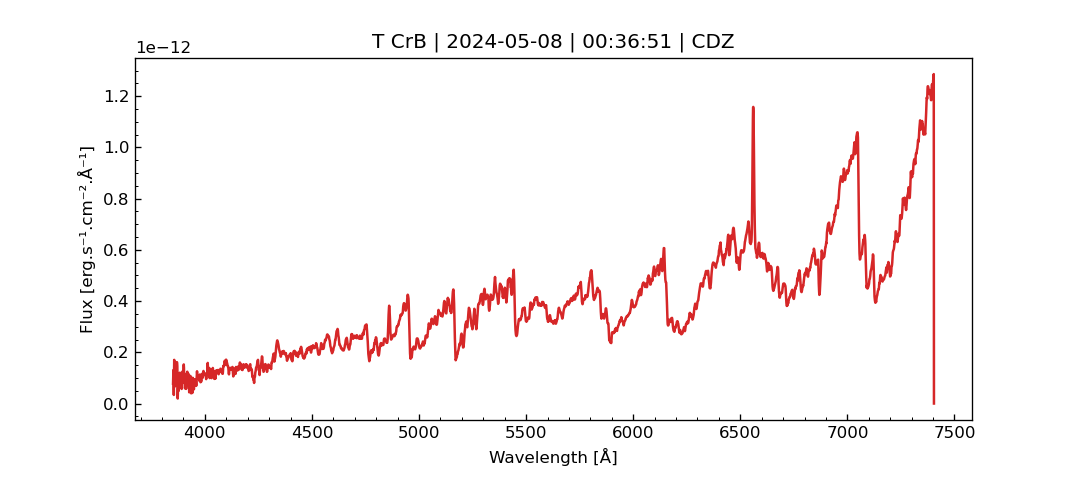 T CrB | 2024-05-08 | 00:36:51 | CDZ
1e−12
1.2
1.0
0.8
0.6
0.4
0.2
0.0
Flux [erg.s⁻¹.cm⁻².Å⁻¹]
4000 4500 5000 5500 6000 6500 7000 7500
Wavelength [Å]